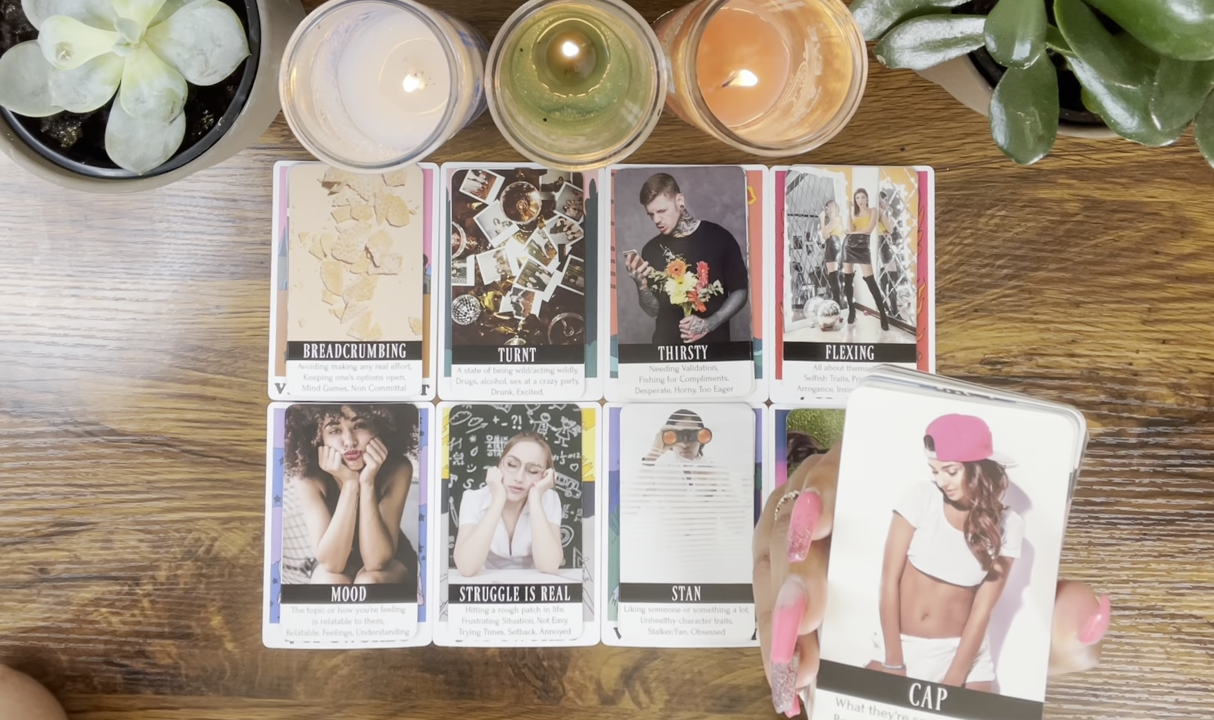 BREADCRUMBING
Avoiding making any real effort,
Keeping one's options open,
Mind Games, Non Committal
TURNT
A state of being wild/acting wildly,
Drugs, alcohol, sex at a crazy party,
Drunk, Excited.
THIRSTY
Needing Validation,
Fishing for Compliments,
Desperate, Horny, Too Eager
FLEXING
All about
Selfish Traits,
Arrogance,
MOOD
The topic or how you're feeling
is relatable to them.
Relatable, Feelings, Understanding
STRUGGLE IS REAL
Hitting a rough patch in life.
Frustrating Situation, Not Easy,
Trying Times, Setback, Annoyed
STAN
Liking someone or something a lot,
Unhealthy character traits,
Stalker/Fan, Obsessed
CAP
What they're